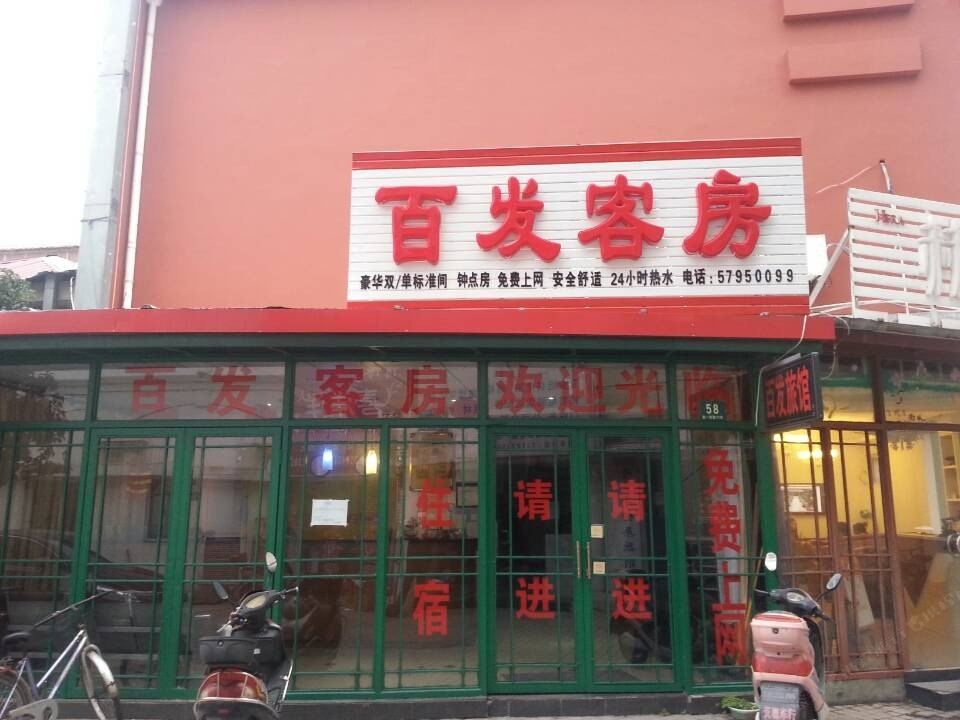 百发客房
豪华双/单标准间 钟点房 免费上网 安全舒适 24小时热水 电话:57950099
百发客房欢迎光临
58
百发旅馆
住宿
请进
请进
免费上网